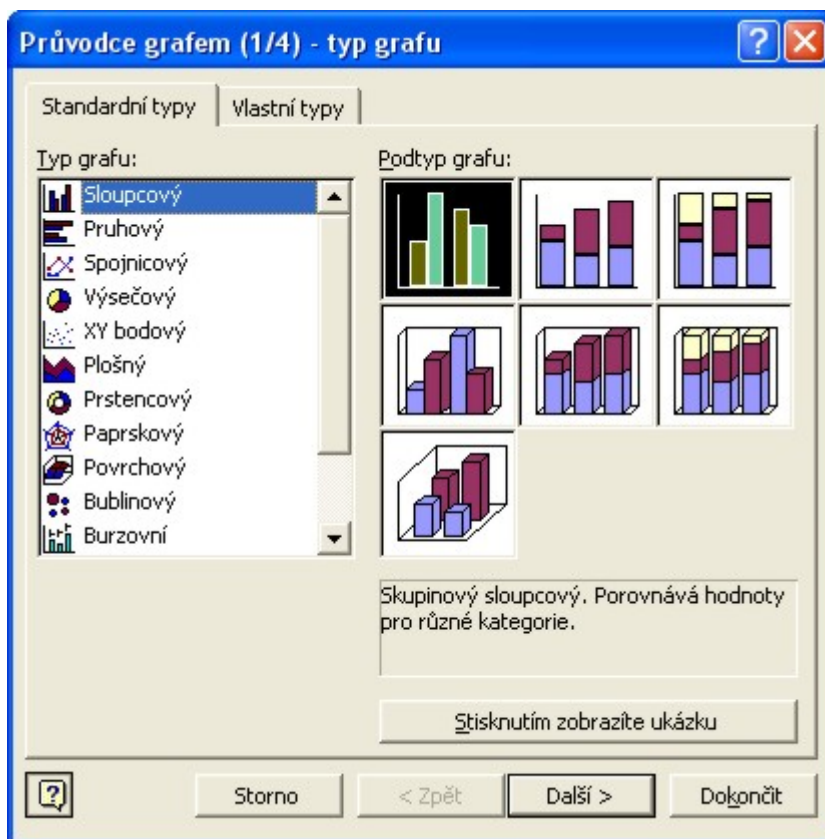 Průvodce grafem (1/4) - typ grafu
Standardní typy
Vlastní typy
Typ grafu:
Sloupcový
Pruhový
Spojnicový
Výsečový
XY bodový
Plošný
Prstencový
Paprskový
Povrchový
Bublinový
Burzovní
Podtyp grafu:
Skupinový sloupcový. Porovnává hodnoty
pro různé kategorie.
Stisknutím zobrazíte ukázku
Storno
< Zpět
Další >
Dokončit